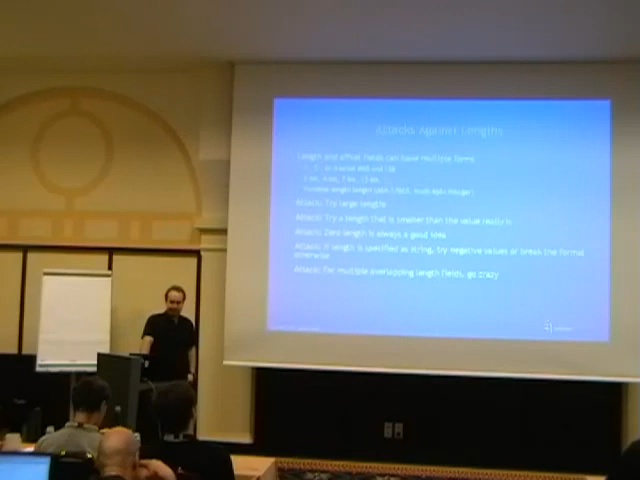 Attacks Against Lengths
Length and offset fields can have multiple forms
Attack: Try large lengths
Attack: Try a length that is smaller than the value really is
Attack: Zero length is always a good idea
Attack: If length is specified as string, try negative values or break the format
otherwise
Attack: For multiple overlapping length fields, go crazy